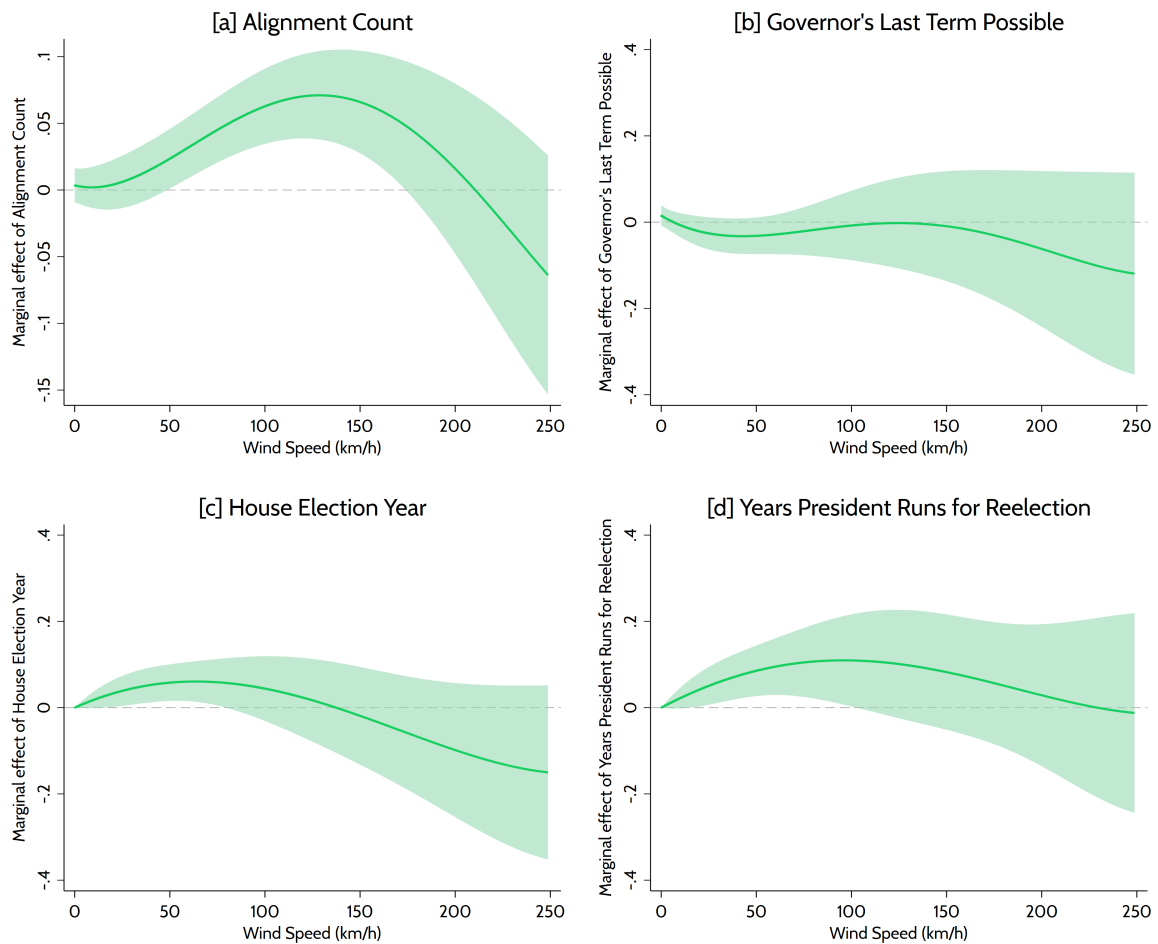 [a] Alignment Count
Marginal effect of Alignment Count
.1
.05
0
-.05
-.1
-.15
0 50 100 150 200 250
Wind Speed (km/h)
[b] Governor's Last Term Possible
Marginal effect of Governor's Last Term Possible
.4
.2
0
-.2
-.4
0 50 100 150 200 250
Wind Speed (km/h)
[c] House Election Year
Marginal effect of House Election Year
.4
.2
0
-.2
-.4
0 50 100 150 200 250
Wind Speed (km/h)
[d] Years President Runs for Reelection
Marginal effect of Years President Runs for Reelection
.4
.2
0
-.2
-.4
0 50 100 150 200 250
Wind Speed (km/h)